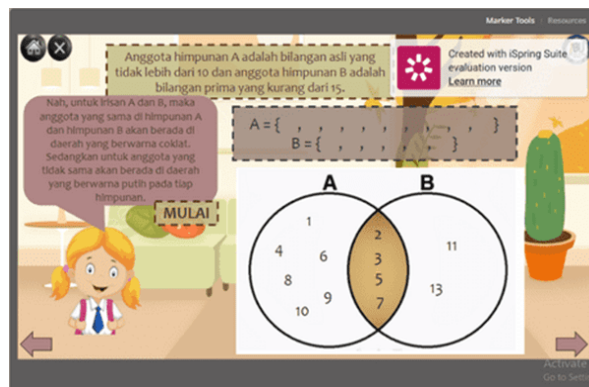 Marker Tools Resources
Anggota himpunan A adalah bilangan asli yang
tidak lebih dari 10 dan anggota himpunan B adalah
bilangan prima yang kurang dari 15.
Created with iSpring Suite
evaluation version
Learn more
Nah, untuk irisan A dan B, maka
anggota yang sama di himpunan A
dan himpunan B akan berada di
daerah yang berwarna coklat.
Sedangkan untuk anggota yang
tidak sama akan berada di daerah
yang berwarna putih pada tiap
himpunan.
MULAI
A = { , , , , , , , , , }
B = { , , , , , }
A B
1
2
4
6
3
11
8
5
13
9
7
10
Activate
Go to Setti